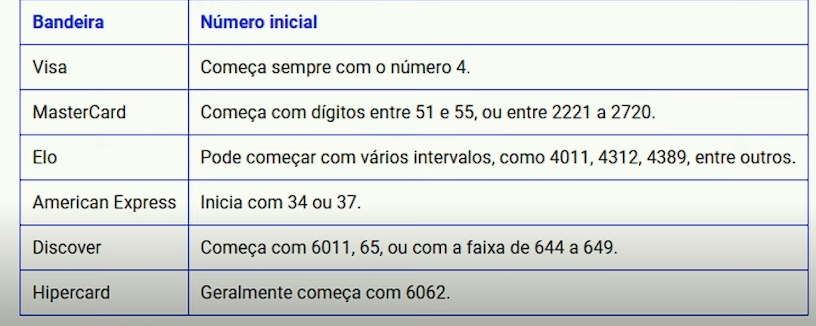 Bandeira Número inicial
Visa Começa sempre com o número 4.
MasterCard Começa com dígitos entre 51 e 55, ou entre 2221 a 2720.
Elo Pode começar com vários intervalos, como 4011, 4312, 4389, entre outros.
American Express Inicia com 34 ou 37.
Discover Começa com 6011, 65, ou com a faixa de 644 a 649.
Hipercard Geralmente começa com 6062.